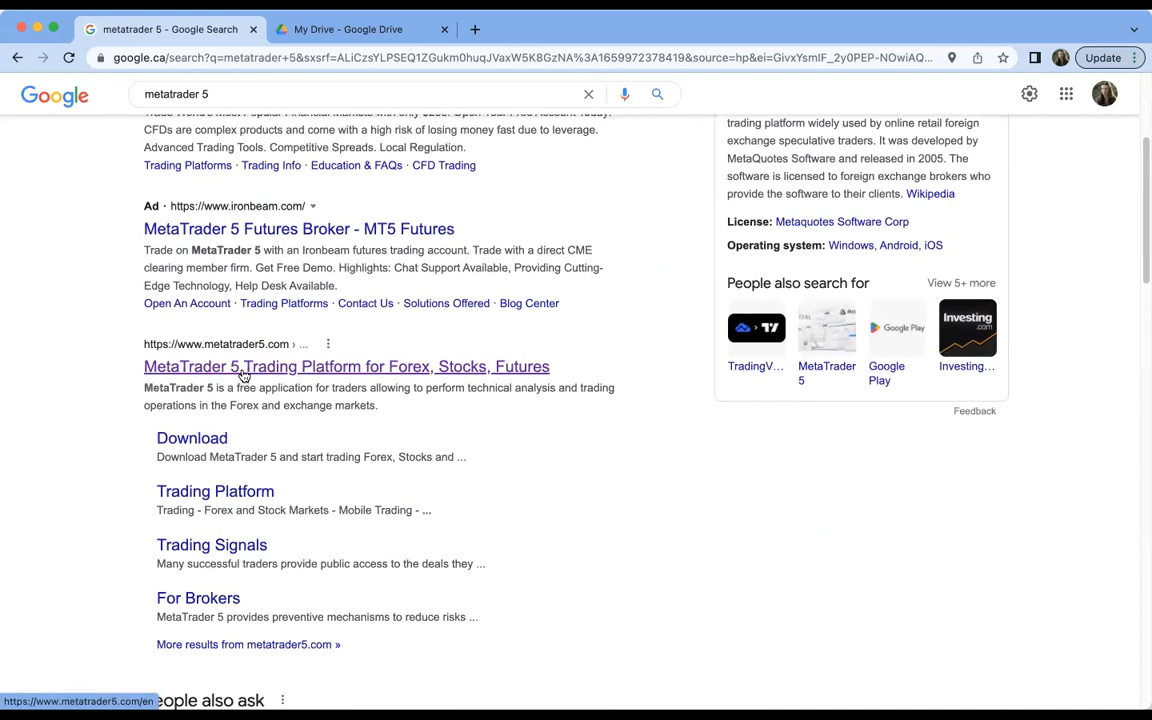 metatrader 5 - Google Search
My Drive - Google Drive
google.ca/search?q=metatrader+5&sxsrf=ALiCzsYLPSEQ1ZGukm0huqJVaxW5K8GzNA%3A1659972378419&source=hp&ei=GivxYsmIF_2y0PEP-NOwiAQ...
Update
Google
metatrader 5
CFDs are complex products and come with a high risk of losing money fast due to leverage.
Advanced Trading Tools. Competitive Spreads. Local Regulation.
Trading Platforms · Trading Info · Education & FAQs · CFD Trading
Ad · https://www.ironbeam.com/
MetaTrader 5 Futures Broker - MT5 Futures
Trade on MetaTrader 5 with an Ironbeam futures trading account. Trade with a direct CME
clearing member firm. Get Free Demo. Highlights: Chat Support Available, Providing Cutting-
Edge Technology, Help Desk Available.
Open An Account · Trading Platforms · Contact Us · Solutions Offered · Blog Center
https://www.metatrader5.com › ...
MetaTrader 5 Trading Platform for Forex, Stocks, Futures
MetaTrader 5 is a free application for traders allowing to perform technical analysis and trading
operations in the Forex and exchange markets.
Download
Download MetaTrader 5 and start trading Forex, Stocks and ...
Trading Platform
Trading - Forex and Stock Markets - Mobile Trading - ...
Trading Signals
Many successful traders provide public access to the deals they ...
For Brokers
MetaTrader 5 provides preventive mechanisms to reduce risks ...
More results from metatrader5.com »
eople also ask
https://www.metatrader5.com/en
trading platform widely used by online retail foreign
exchange speculative traders. It was developed by
MetaQuotes Software and released in 2005. The
software is licensed to foreign exchange brokers who
provide the software to their clients. Wikipedia
License: Metaquotes Software Corp
Operating system: Windows, Android, iOS
People also search for
View 5+ more
Google Play
Investing
.com
TradingV...
MetaTrader
5
Google
Play
Investing...
Feedback